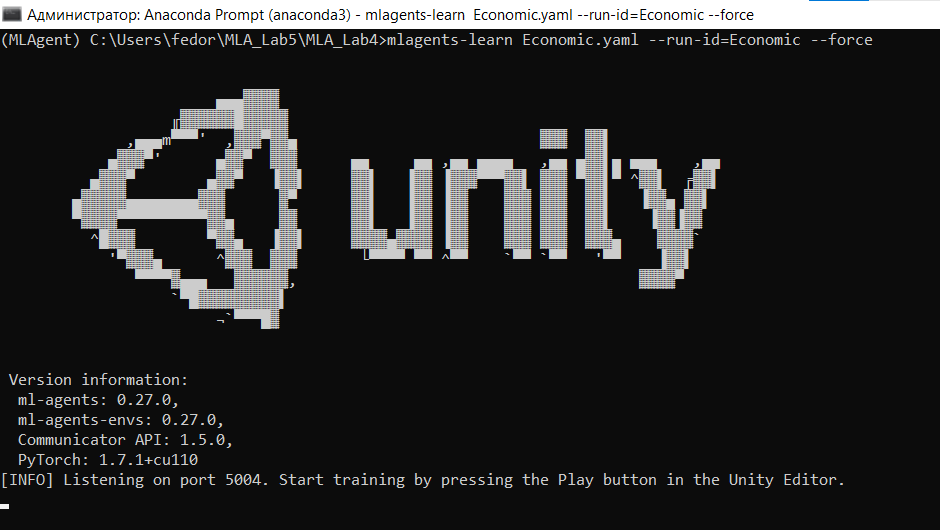 Администратор: Anaconda Prompt (anaconda3) - mlagents-learn  Economic.yaml --run-id=Economic --force
(MLAgent) C:\Users\fedor\MLA_Lab5\MLA_Lab4>mlagents-learn Economic.yaml --run-id=Economic --force
unity
Version information:
ml-agents: 0.27.0,
ml-agents-envs: 0.27.0,
Communicator API: 1.5.0,
PyTorch: 1.7.1+cu110
[INFO] Listening on port 5004. Start training by pressing the Play button in the Unity Editor.